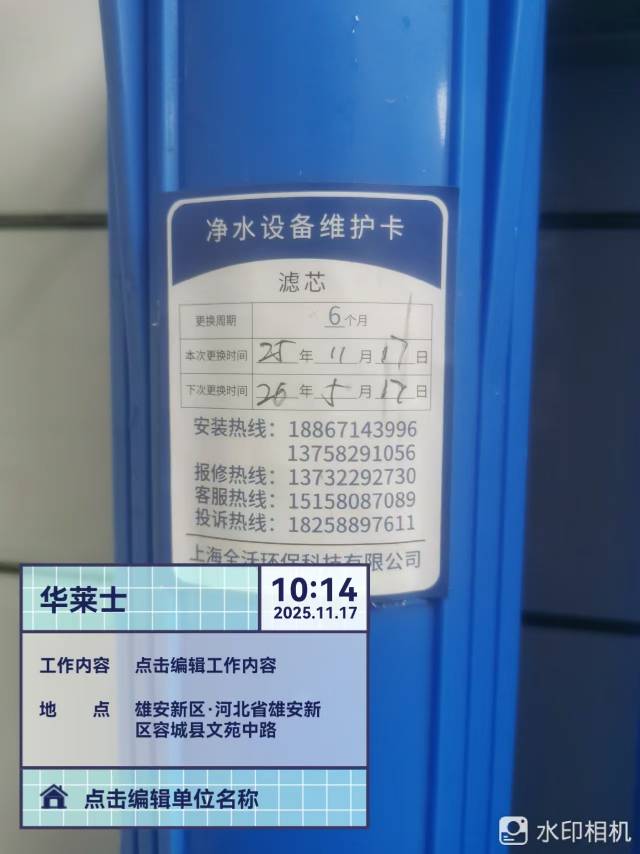 净水设备维护卡
滤芯
更换周期 6个月
本次更换时间 25年11月17日
下次更换时间 26年5月17日
安装热线：18867143996
13758291056
报修热线：13732292730
客服热线：15158087089
投诉热线：18258897611
上海全沃环保科技有限公司
华莱士
10:14
2025.11.17
工作内容 点击编辑工作内容
地 点 雄安新区·河北省雄安新
区容城县文苑中路
点击编辑单位名称
水印相机